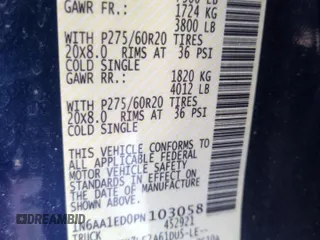 GAWR FR.: 1724 KG
3800 LB
WITH P275/60R20 TIRES
20X8.0 RIMS AT 36 PSI
COLD SINGLE
GAWR RR.: 1820 KG
4012 LB
WITH P275/60R20 TIRES
20X8.0 RIMS AT 36 PSI
COLD SINGLE
THIS VEHICLE CONFORMS TO
ALL APPLICABLE FEDERAL
MOTOR VEHICLE SAFETY AND
THEFT PREVENTION STANDARDS
IN EFFECT ON THE DATE OF
MANUFACTURE SHOWN ABOVE.
1N6AA1ED0PN103058
TRUCK 452921